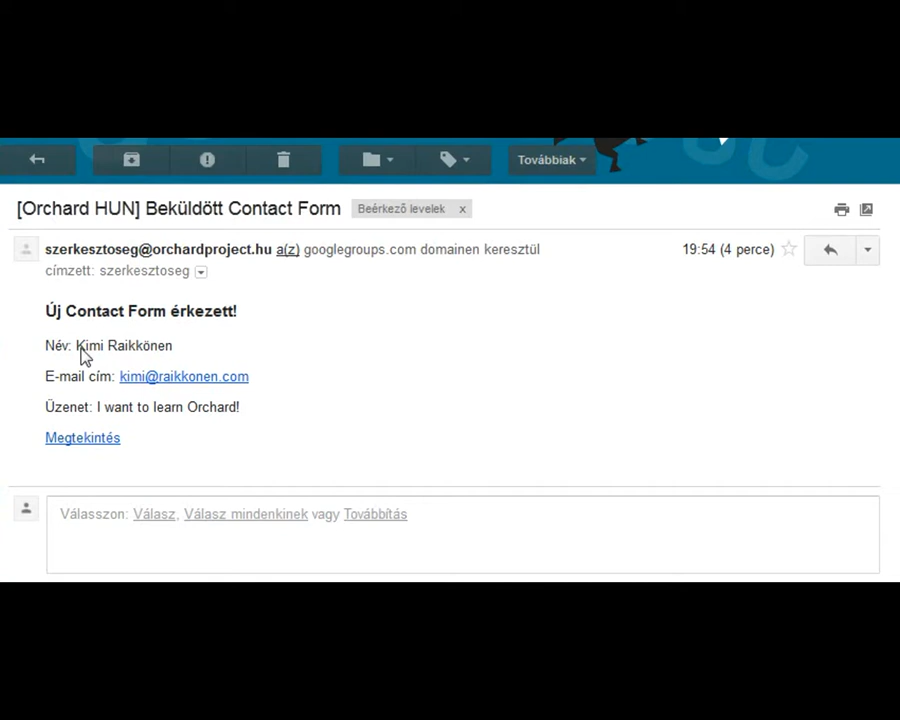 Továbbiak
[Orchard HUN] Beküldött Contact Form Beérkező levelek x
szerkesztoseg@orchardproject.hu a(z) googlegroups.com domainen keresztül 19:54 (4 perce)
címzett: szerkesztoseg
Új Contact Form érkezett!
Név: Kimi Raikkönen
E-mail cím: kimi@raikkonen.com
Üzenet: I want to learn Orchard!
Megtekintés
Válasszon: Válasz, Válasz mindenkinek vagy Továbbítás